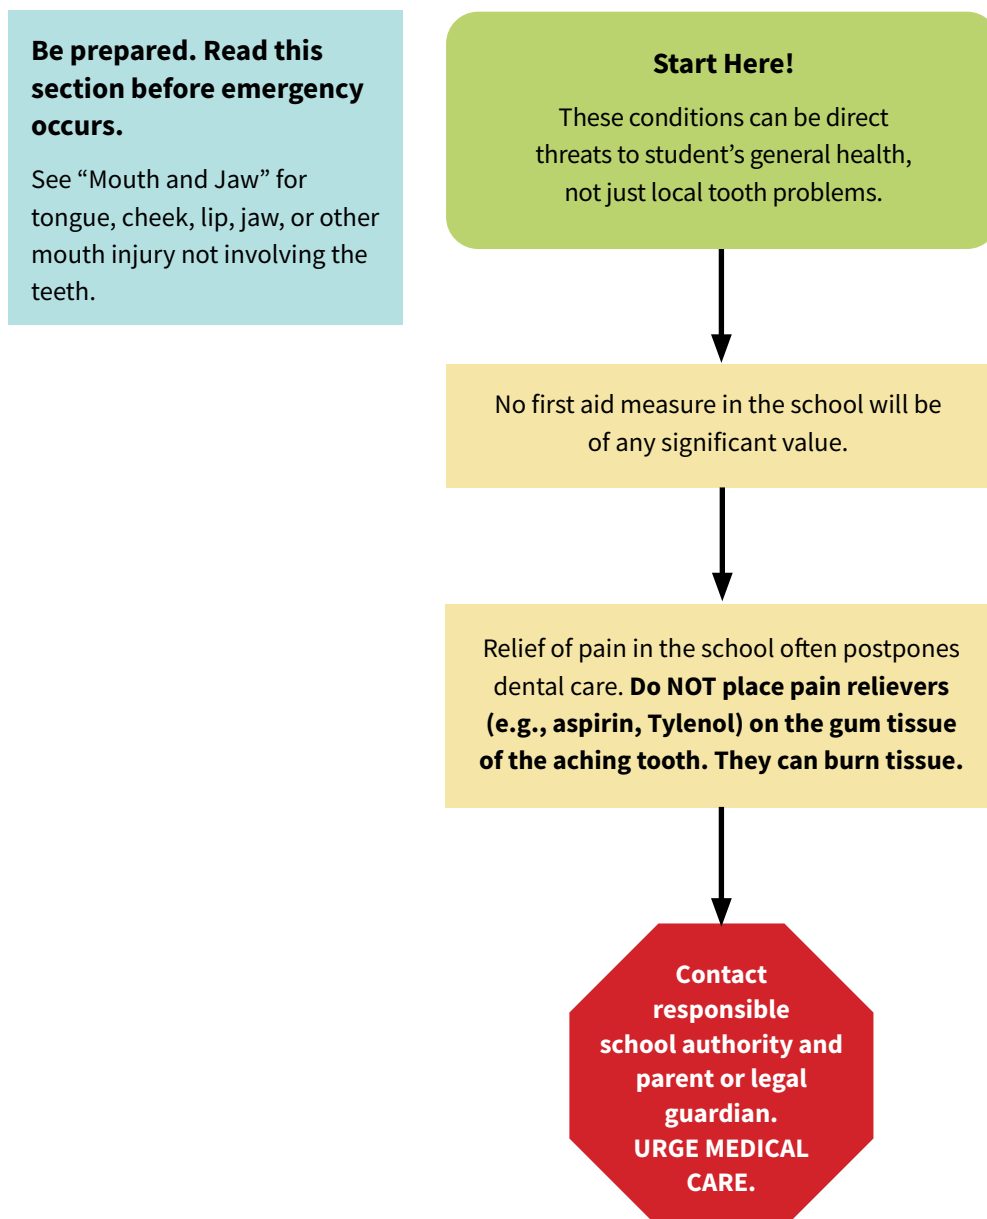 Be prepared. Read this
section before emergency
occurs.
See “Mouth and Jaw” for
tongue, cheek, lip, jaw, or other
mouth injury not involving the
teeth.
Start Here!
These conditions can be direct
threats to student’s general health,
not just local tooth problems.
No first aid measure in the school will be
of any significant value.
Relief of pain in the school often postpones
dental care. Do NOT place pain relievers
(e.g., aspirin, Tylenol) on the gum tissue
of the aching tooth. They can burn tissue.
Contact
responsible
school authority and
parent or legal
guardian.
URGE MEDICAL
CARE.